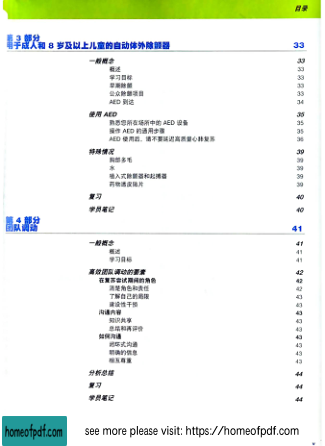 目录
第 3 部分
用于成人和 8 岁及以上儿童的自动体外除颤器 33
一般概念 33
概述 33
学习目标 33
早期除颤 33
公众除颤项目 33
AED 到达 34
使用 AED 35
熟悉您所在场所中的 AED 设备 35
操作 AED 的通用步骤 35
AED 使用后，请不要延迟高质量心肺复苏 36
特殊情况 39
胸部多毛 39
水 39
植入式除颤器和起搏器 39
药物透皮贴片 39
复习 40
学员笔记 40
第 4 部分
团队调动 41
一般概念 41
概述 41
学习目标 41
高效团队调动的要素 42
在复苏尝试期间的角色 42
清楚角色和责任 42
了解自己的局限 43
建设性干预 43
沟通内容 43
知识共享 43
总结和再评价 43
如何沟通 43
闭环式沟通 43
明确的信息 43
相互尊重 43
分析总结 44
复习 44
学员笔记 44
homeofpdf.com
see more please visit: https://homeofpdf.com